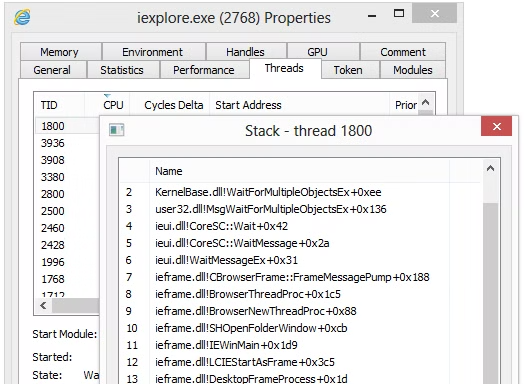 iexplore.exe (2768) Properties
Memory Environment Handles GPU Comment
General Statistics Performance Threads Token Modules
TID CPU Cycles Delta Start Address Prior
1800
3936
3908
3380
2800
2500
2460
2428
1996
1768
1712
Start Module:
Started:
State: Wa
Stack - thread 1800
Name
2 KernelBase.dll!WaitForMultipleObjectsEx+0xee
3 user32.dll!MsgWaitForMultipleObjectsEx+0x136
4 ieui.dll!CoreSC::Wait+0x42
5 ieui.dll!CoreSC::WaitMessage+0x2a
6 ieui.dll!WaitMessageEx+0x31
7 ieframe.dll!CBrowserFrame::FrameMessagePump+0x188
8 ieframe.dll!BrowserThreadProc+0x1c5
9 ieframe.dll!BrowserNewThreadProc+0x88
10 ieframe.dll!SHOpenFolderWindow+0xcb
11 ieframe.dll!IEWinMain+0x1d9
12 ieframe.dll!LCIEStartAsFrame+0x3c5
13 ieframe.dll!DesktopFrameProcess+0x1d